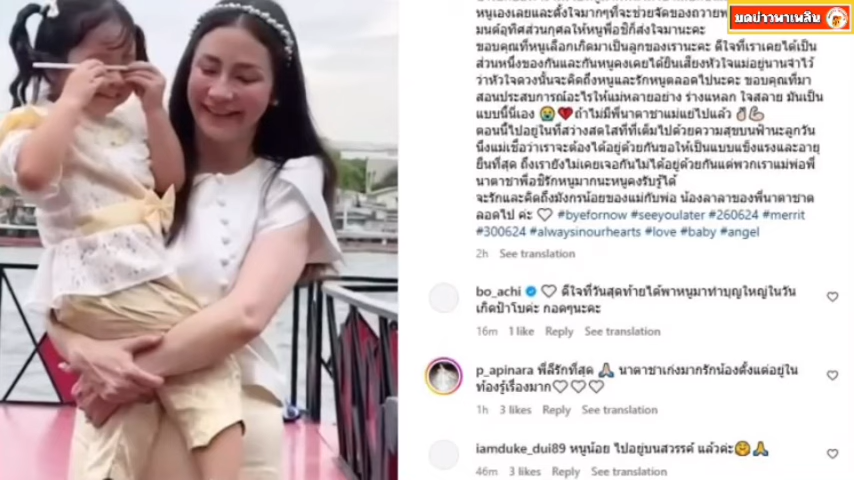 บดข่าวพาเพลิน
หนูเองเลยและตั้งใจมากๆที่จะช่วยจัดของถวายพ
มนต์อุทิศส่วนกุศลให้หนูพ่อชิก็ส่งใจมานะคะ
ขอบคุณที่หนูเลือกเกิดมาเป็นลูกของเรานะคะ ดีใจที่เราเคยได้เป็น
ส่วนหนึ่งของกันและกันหนูคงเคยได้ยินเสียงหัวใจแม่อยู่นานจำไว้
ว่าหัวใจดวงนั้นจะคิดถึงหนูและรักหนูตลอดไปนะคะ ขอบคุณที่มา
สอนประสบการณ์อะไรให้แม่หลายอย่าง ร่างแหลก ใจสลาย มันเป็น
แบบนี้นี่เอง 😭💔ถ้าไม่มีพี่นาตาชาแม่แย่ไปแล้ว 👌🏻💪🏻
ตอนนี้ไปอยู่ในที่สว่างสดใสที่ที่เต็มไปด้วยความสุขบนฟ้านะลูกวัน
นึงแม่เชื่อว่าเราจะต้องได้อยู่ด้วยกันขอให้เป็นแบบแข็งแรงและอายุ
ยืนที่สุด ถึงเรายังไม่เคยเจอกันไม่ได้อยู่ด้วยกันแต่พวกเราแม่พ่อพี่
นาตาชาพ่อชิรักหนูมากนะหนูคงรับรู้ได้
จะรักและคิดถึงมังกรน้อยของแม่กับพ่อ น้องลาลาของพี่นาตาชาต
ลอดไป ค่ะ ♡ #byefornow #seeyoulater #260624 #merrit
#300624 #alwaysinourhearts #love #baby #angel
2h See translation
bo_achi ♡ ดีใจที่วันสุดท้ายได้พาหนูมาทำบุญใหญ่ในวัน
เกิดป้าโบค่ะ กอดๆนะคะ
16m 1 like Reply See translation
p_apinara พี่ลีรักที่สุด 🙏🏻 นาตาชาเก่งมากรักน้องตั้งแต่อยู่ใน
ท้องรู้เรื่องมาก♡♡♡
1h 3 likes Reply See translation
iamduke_dui89 หนูน้อย ไปอยู่บนสวรรค์ แล้วค่ะ😊🙏
46m 3 likes Reply See translation